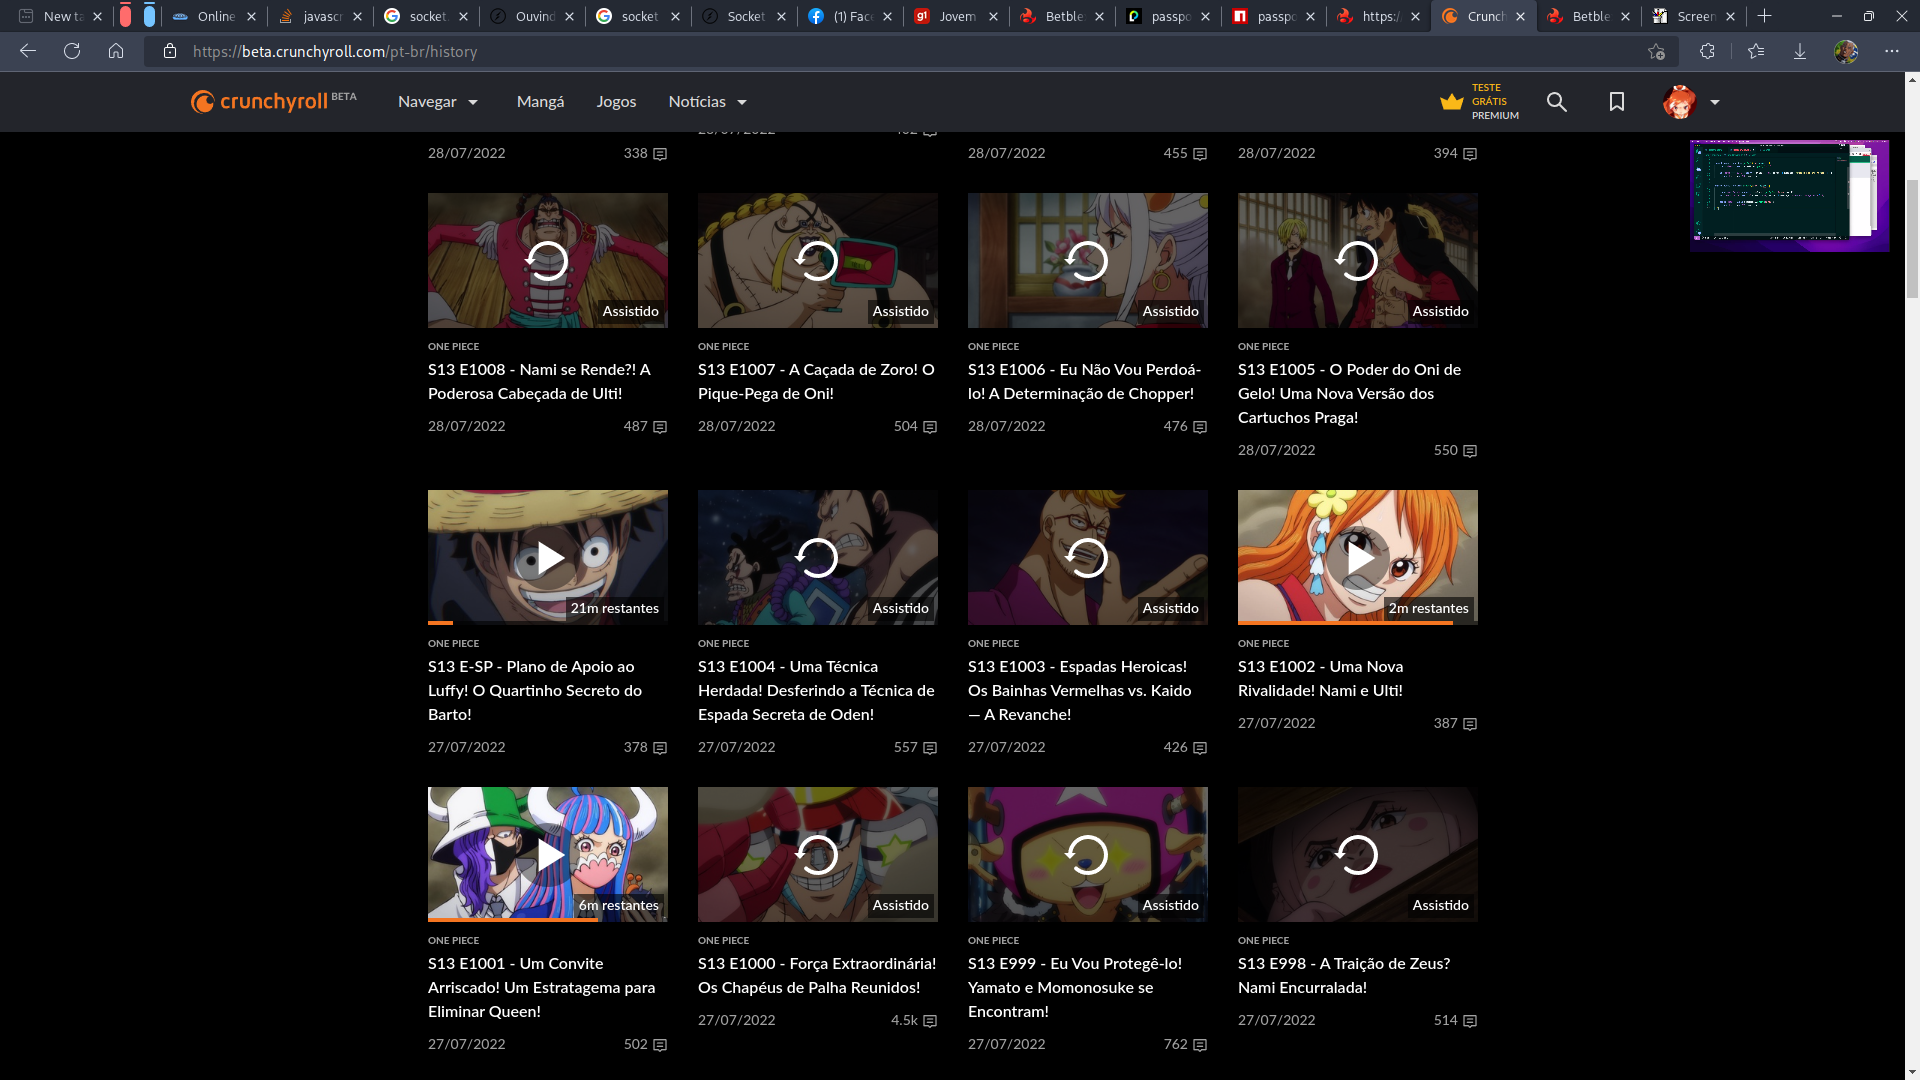 New ta
Online
javascr
socket.
Ouvind
socket
Socket
(1) Face
Jovem
Betble
passpo
passpo
https:/
Crunch
Betble
Screen
https://beta.crunchyroll.com/pt-br/history
crunchyroll BETA
Navegar
Mangá
Jogos
Notícias
TESTE
GRÁTIS
PREMIUM
28/07/2022
28/07/2022 338
28/07/2022 455
28/07/2022 394
Assistido
ONE PIECE
S13 E1008 - Nami se Rende?! A
Poderosa Cabeçada de Ulti!
28/07/2022 487
Assistido
ONE PIECE
S13 E1007 - A Caçada de Zoro! O
Pique-Pega de Oni!
28/07/2022 504
Assistido
ONE PIECE
S13 E1006 - Eu Não Vou Perdoá-
lo! A Determinação de Chopper!
28/07/2022 476
Assistido
ONE PIECE
S13 E1005 - O Poder do Oni de
Gelo! Uma Nova Versão dos
Cartuchos Praga!
28/07/2022 550
21m restantes
ONE PIECE
S13 E-SP - Plano de Apoio ao
Luffy! O Quartinho Secreto do
Barto!
27/07/2022 378
Assistido
ONE PIECE
S13 E1004 - Uma Técnica
Herdada! Desferindo a Técnica de
Espada Secreta de Oden!
27/07/2022 557
Assistido
ONE PIECE
S13 E1003 - Espadas Heroicas!
Os Bainhas Vermelhas vs. Kaido
— A Revanche!
27/07/2022 426
2m restantes
ONE PIECE
S13 E1002 - Uma Nova
Rivalidade! Nami e Ulti!
27/07/2022 387
6m restantes
ONE PIECE
S13 E1001 - Um Convite
Arriscado! Um Estratagema para
Eliminar Queen!
27/07/2022 502
Assistido
ONE PIECE
S13 E1000 - Força Extraordinária!
Os Chapéus de Palha Reunidos!
27/07/2022 4.5k
Assistido
ONE PIECE
S13 E999 - Eu Vou Protegê-lo!
Yamato e Momonosuke se
Encontram!
27/07/2022 762
Assistido
ONE PIECE
S13 E998 - A Traição de Zeus?
Nami Encurralada!
27/07/2022 514